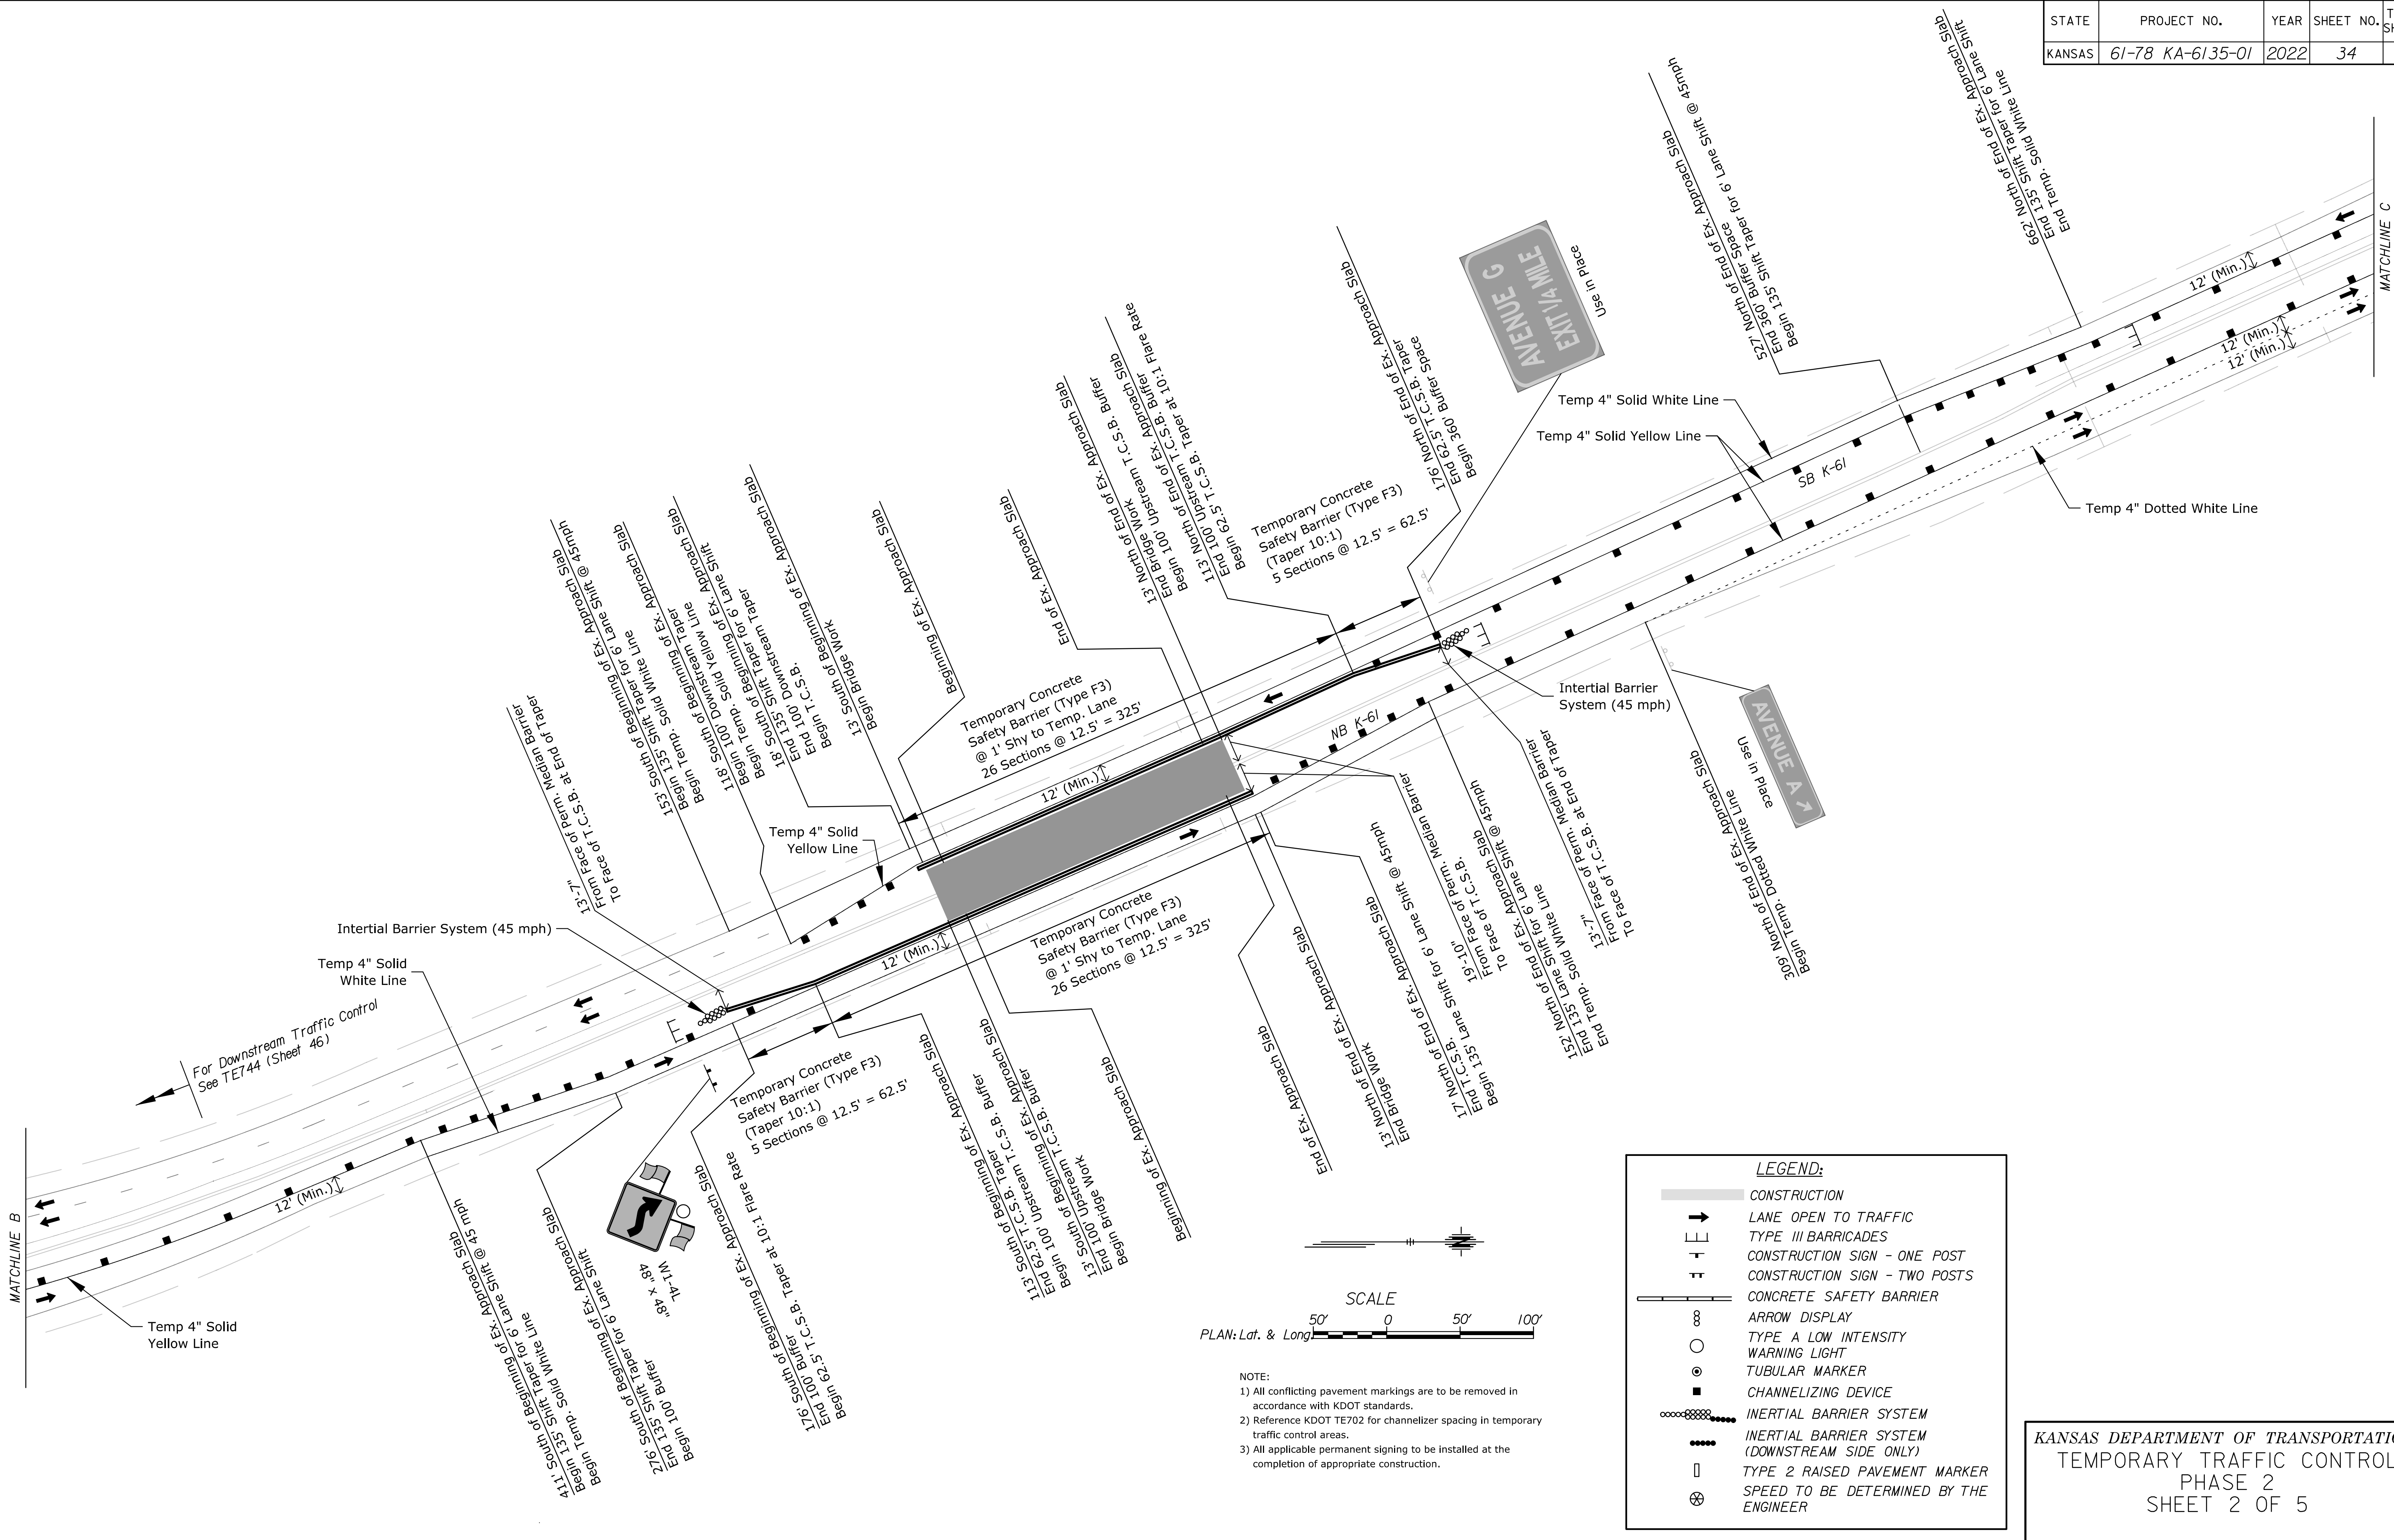 STATE
PROJECT NO.
YEAR
SHEET NO.
KANSAS
61-78 KA-6135-01
2022
34
662' North of End of Ex. Approach Slab
End 135' Shift Taper for 6' Lane Shift
End Temp. Solid White Line
527' North of End of Ex. Approach Slab
End 360' Buffer Space
Begin 135' Shift Taper for 6' Lane Shift @ 45mph
MATCHLINE C
12' (Min.)
12' (Min.)
12' (Min.)
AVENUE G
EXIT 1/4 MILE
Use in Place
176' North of End of Ex. Approach Slab
End 62.5' T.C.S.B. Taper
Begin 360' Buffer Space
Temp 4" Solid White Line
Temp 4" Solid Yellow Line
SB K-61
Temp 4" Dotted White Line
113' North of End of Ex. Approach Slab
End 100' Upstream T.C.S.B. Buffer
Begin 62.5' T.C.S.B. Taper at 10:1 Flare Rate
13' North of End of Ex. Approach Slab
End Bridge Work
Begin 100' Upstream T.C.S.B. Buffer
Temporary Concrete
Safety Barrier (Type F3)
(Taper 10:1)
5 Sections @ 12.5' = 62.5'
End of Ex. Approach Slab
Beginning of Ex. Approach Slab
13' South of Beginning of Ex. Approach Slab
Begin Bridge Work
18' South of Beginning of Ex. Approach Slab
End 135' Shift Taper for 6' Lane Shift
End 100' Downstream Taper
Begin T.C.S.B.
118' South of Beginning of Ex. Approach Slab
Begin 100' Downstream Taper
Begin Temp. Solid Yellow Line
153' South of Beginning of Ex. Approach Slab
Begin 135' Shift Taper for 6' Lane Shift @ 45mph
Begin Temp. Solid White Line
13'-7"
From Face of Perm. Median Barrier
To Face of T.C.S.B. at End of Taper
Temporary Concrete
Safety Barrier (Type F3)
@ 1' Shy to Temp. Lane
26 Sections @ 12.5' = 325'
12' (Min.)
NB K-61
Intertial Barrier
System (45 mph)
AVENUE A
Use in Place
309' North of End of Ex. Approach Slab
Begin Temp. Dotted White Line
13'-7"
From Face of Perm. Median Barrier
To Face of T.C.S.B. at End of Taper
152' North of End of Ex. Approach Slab
End 135' Lane Shift for 6' Lane Shift @ 45mph
End Temp. Solid White Line
19'-10"
From Face of Perm. Median Barrier
To Face of T.C.S.B.
17' North of End of Ex. Approach Slab
End T.C.S.B.
Begin 135' Lane Shift for 6' Lane Shift @ 45mph
13' North of End of Ex. Approach Slab
End Bridge Work
End of Ex. Approach Slab
Temp 4" Solid
Yellow Line
Intertial Barrier System (45 mph)
Temp 4" Solid
White Line
For Downstream Traffic Control
See TE744 (Sheet 46)
12' (Min.)
Temporary Concrete
Safety Barrier (Type F3)
@ 1' Shy to Temp. Lane
26 Sections @ 12.5' = 325'
Temporary Concrete
Safety Barrier (Type F3)
(Taper 10:1)
5 Sections @ 12.5' = 62.5'
Beginning of Ex. Approach Slab
13' South of Beginning of Ex. Approach Slab
End 100' Upstream T.C.S.B. Buffer
Begin Bridge Work
113' South of Beginning of Ex. Approach Slab
End 62.5' T.C.S.B. Taper
Begin 100' Upstream T.C.S.B. Buffer
176' South of Beginning of Ex. Approach Slab
End 100' Buffer
Begin 62.5' T.C.S.B. Taper at 10:1 Flare Rate
W1-4L
48" x 48"
276' South of Beginning of Ex. Approach Slab
End 135' Shift Taper for 6' Lane Shift
Begin 100' Buffer
411' South of Beginning of Ex. Approach Slab
Begin 135' Shift Taper for 6' Lane Shift @ 45 mph
Begin Temp. Solid White Line
12' (Min.)
MATCHLINE B
Temp 4" Solid
Yellow Line
SCALE
PLAN: Lat. & Long.
50' 0 50' 100'
NOTE:
1) All conflicting pavement markings are to be removed in
accordance with KDOT standards.
2) Reference KDOT TE702 for channelizer spacing in temporary
traffic control areas.
3) All applicable permanent signing to be installed at the
completion of appropriate construction.
LEGEND:
CONSTRUCTION
LANE OPEN TO TRAFFIC
TYPE III BARRICADES
CONSTRUCTION SIGN - ONE POST
CONSTRUCTION SIGN - TWO POSTS
CONCRETE SAFETY BARRIER
ARROW DISPLAY
TYPE A LOW INTENSITY
WARNING LIGHT
TUBULAR MARKER
CHANNELIZING DEVICE
INERTIAL BARRIER SYSTEM
INERTIAL BARRIER SYSTEM
(DOWNSTREAM SIDE ONLY)
TYPE 2 RAISED PAVEMENT MARKER
SPEED TO BE DETERMINED BY THE
ENGINEER
KANSAS DEPARTMENT OF
TEMPORARY TRAFFIC CONTROL
PHASE 2
SHEET 2 OF 5